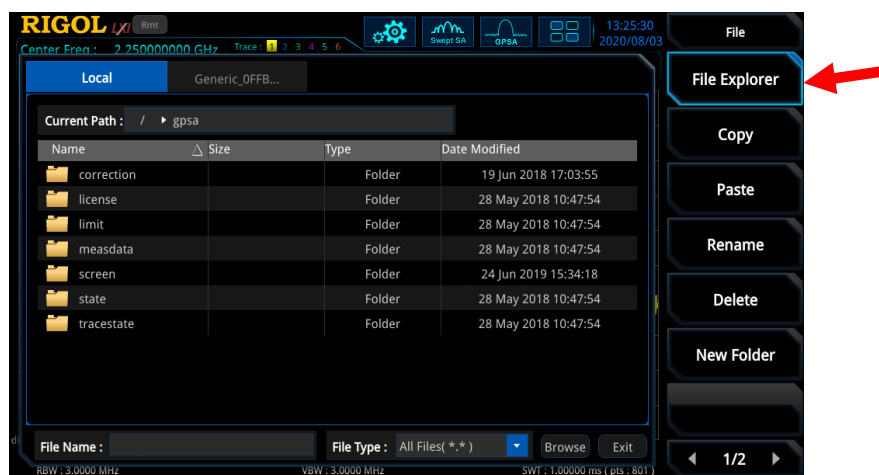 RIGOL LXI Rmt
Center Freq : 2.250000000 GHz Trace : 1 2 3 4 5 6
Swept SA
GPSA
13:25:30
2020/08/03
File
Local
Generic_0FFB...
File Explorer
Current Path : / gpsa
Copy
Name Size Type Date Modified
correction Folder 19 Jun 2018 17:03:55
license Folder 28 May 2018 10:47:54
Paste
limit Folder 28 May 2018 10:47:54
measdata Folder 28 May 2018 10:47:54
Rename
screen Folder 24 Jun 2019 15:34:18
state Folder 28 May 2018 10:47:54
Delete
tracestate Folder 28 May 2018 10:47:54
New Folder
File Name : File Type : All Files( *.* ) Browse Exit
1/2
RBW : 3.0000 MHz VBW : 3.0000 MHz SWT : 1.00000 ms ( pts : 801 )